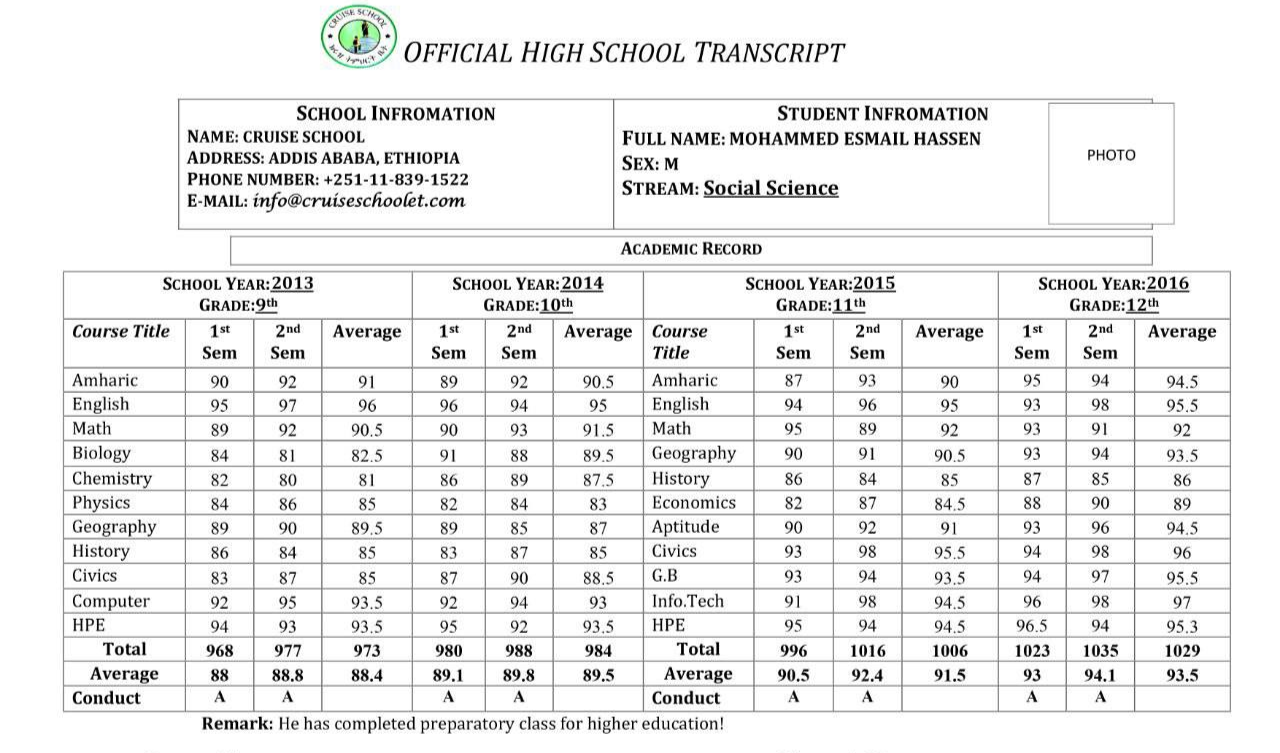 CRUISE SCHOOL
OFFICIAL HIGH SCHOOL TRANSCRIPT
SCHOOL INFROMATION
NAME: CRUISE SCHOOL
ADDRESS: ADDIS ABABA, ETHIOPIA
PHONE NUMBER: +251-11-839-1522
E-MAIL: info@cruiseschoolet.com
STUDENT INFROMATION
FULL NAME: MOHAMMED ESMAIL HASSEN
SEX: M
STREAM: Social Science
PHOTO
ACADEMIC RECORD
SCHOOL YEAR:2013 SCHOOL YEAR:2014 SCHOOL YEAR:2015 SCHOOL YEAR:2016
GRADE:9th GRADE:10th GRADE:11th GRADE:12th
Course Title 1st Sem 2nd Sem Average 1st Sem 2nd Sem Average Course Title 1st Sem 2nd Sem Average 1st Sem 2nd Sem Average
Amharic 90 92 91 89 92 90.5 Amharic 87 93 90 95 94 94.5
English 95 97 96 96 94 95 English 94 96 95 93 98 95.5
Math 89 92 90.5 90 93 91.5 Math 95 89 92 93 91 92
Biology 84 81 82.5 91 88 89.5 Geography 90 91 90.5 93 94 93.5
Chemistry 82 80 81 86 89 87.5 History 86 84 85 87 85 86
Physics 84 86 85 82 84 83 Economics 82 87 84.5 88 90 89
Geography 89 90 89.5 89 85 87 Aptitude 90 92 91 93 96 94.5
History 86 84 85 83 87 85 Civics 93 98 95.5 94 98 96
Civics 83 87 85 87 90 88.5 G.B 93 94 93.5 94 97 95.5
Computer 92 95 93.5 92 94 93 Info.Tech 91 98 94.5 96 98 97
HPE 94 93 93.5 95 92 93.5 HPE 95 94 94.5 96.5 94 95.3
Total 968 977 973 980 988 984 Total 996 1016 1006 1023 1035 1029
Average 88 88.8 88.4 89.1 89.8 89.5 Average 90.5 92.4 91.5 93 94.1 93.5
Conduct A A A A Conduct A A A A
Remark: He has completed preparatory class for higher education!